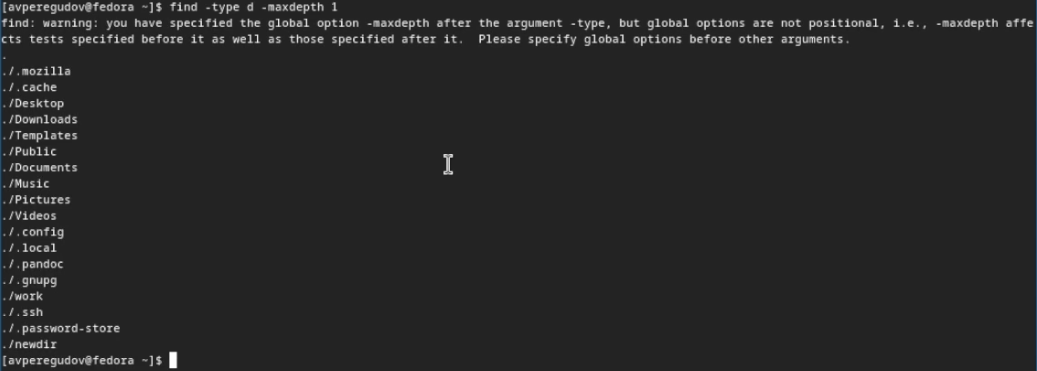 [avperegudov@fedora ~]$ find -type d -maxdepth 1
find: warning: you have specified the global option -maxdepth after the argument -type, but global options are not positional, i.e., -maxdepth affe
cts tests specified before it as well as those specified after it.  Please specify global options before other arguments.
.
./.mozilla
./.cache
./Desktop
./Downloads
./Templates
./Public
./Documents
./Music
./Pictures
./Videos
./.config
./.local
./.pandoc
./.gnupg
./work
./.ssh
./.password-store
./newdir
[avperegudov@fedora ~]$